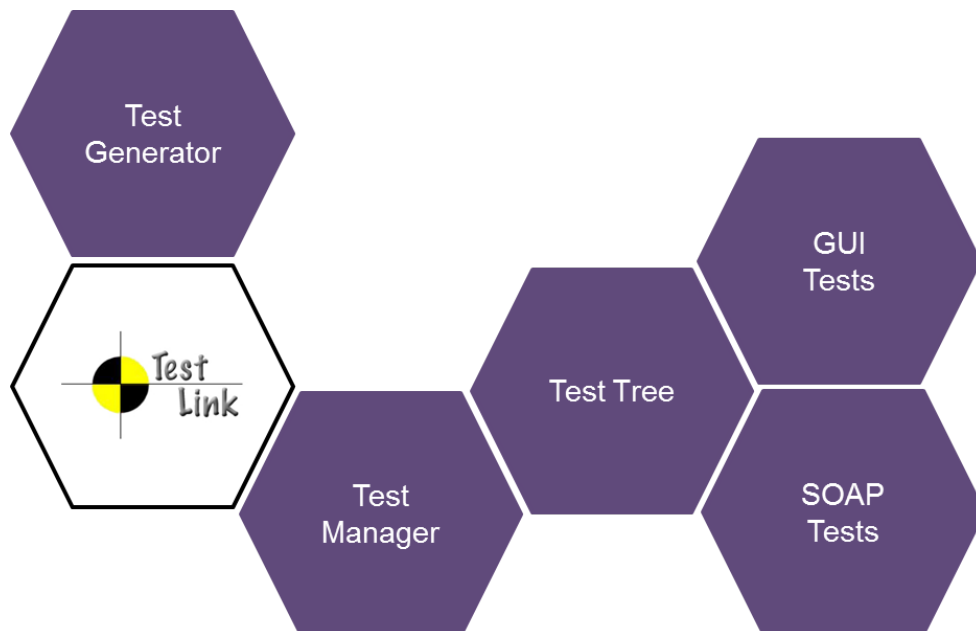 Test
Generator
Test
Link
Test
Manager
Test Tree
GUI
Tests
SOAP
Tests